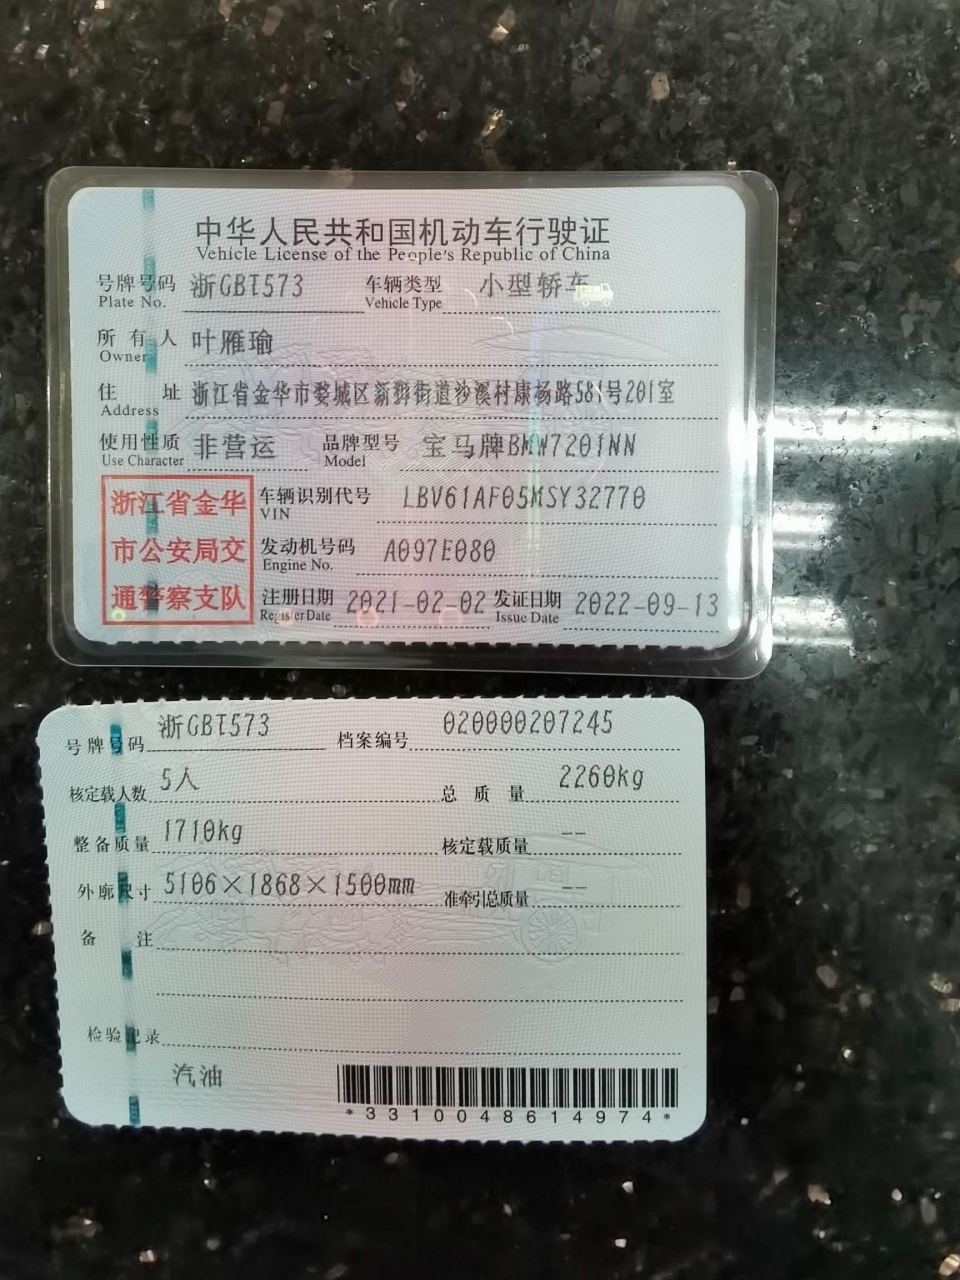 中华人民共和国机动车行驶证
Vehicle License of the People's Republic of China
号牌号码 浙GBT573 车辆类型 小型轿车
Plate No. Vehicle Type
所有人 叶雁瑜
Owner
住址 浙江省金华市婺城区新狮街道沙溪村康杨路581号201室
Address
使用性质 非营运 品牌型号 宝马牌BMW7201NN
Use Character Model
浙江省金华 车辆识别代号 LBV61AF05MSY32770
VIN
市公安局交 发动机号码 A097E080
Engine No.
通警察支队 注册日期 2021-02-02 发证日期 2022-09-13
Register Date Issue Date
号牌号码 浙GBT573 档案编号 020000207245
核定载人数 5人 总质量 2260kg
整备质量 1710kg 核定载质量 --
外廓尺寸 5106×1868×1500mm 准牵引总质量 --
备注
检验记录
汽油
*3310048614974*